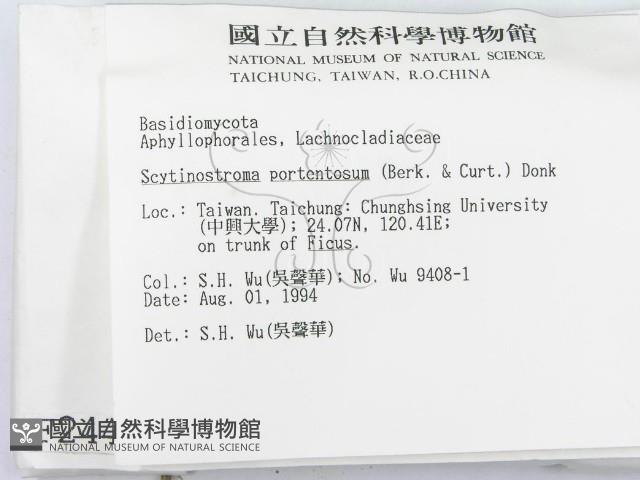 國立自然科學博物館
NATIONAL MUSEUM OF NATURAL SCIENCE
TAICHUNG, TAIWAN, R.O.CHINA
Basidiomycota
Aphyllophorales, Lachnocladiaceae
Scytinostroma portentosum (Berk. & Curt.) Donk
Loc.: Taiwan. Taichung: Chunghsing University
(中興大學); 24.07N, 120.41E;
on trunk of Ficus.
Col.: S.H. Wu(吳聲華); No. Wu 9408-1
Date: Aug. 01, 1994
Det.: S.H. Wu(吳聲華)
國立自然科學博物館
NATIONAL MUSEUM OF NATURAL SCIENCE